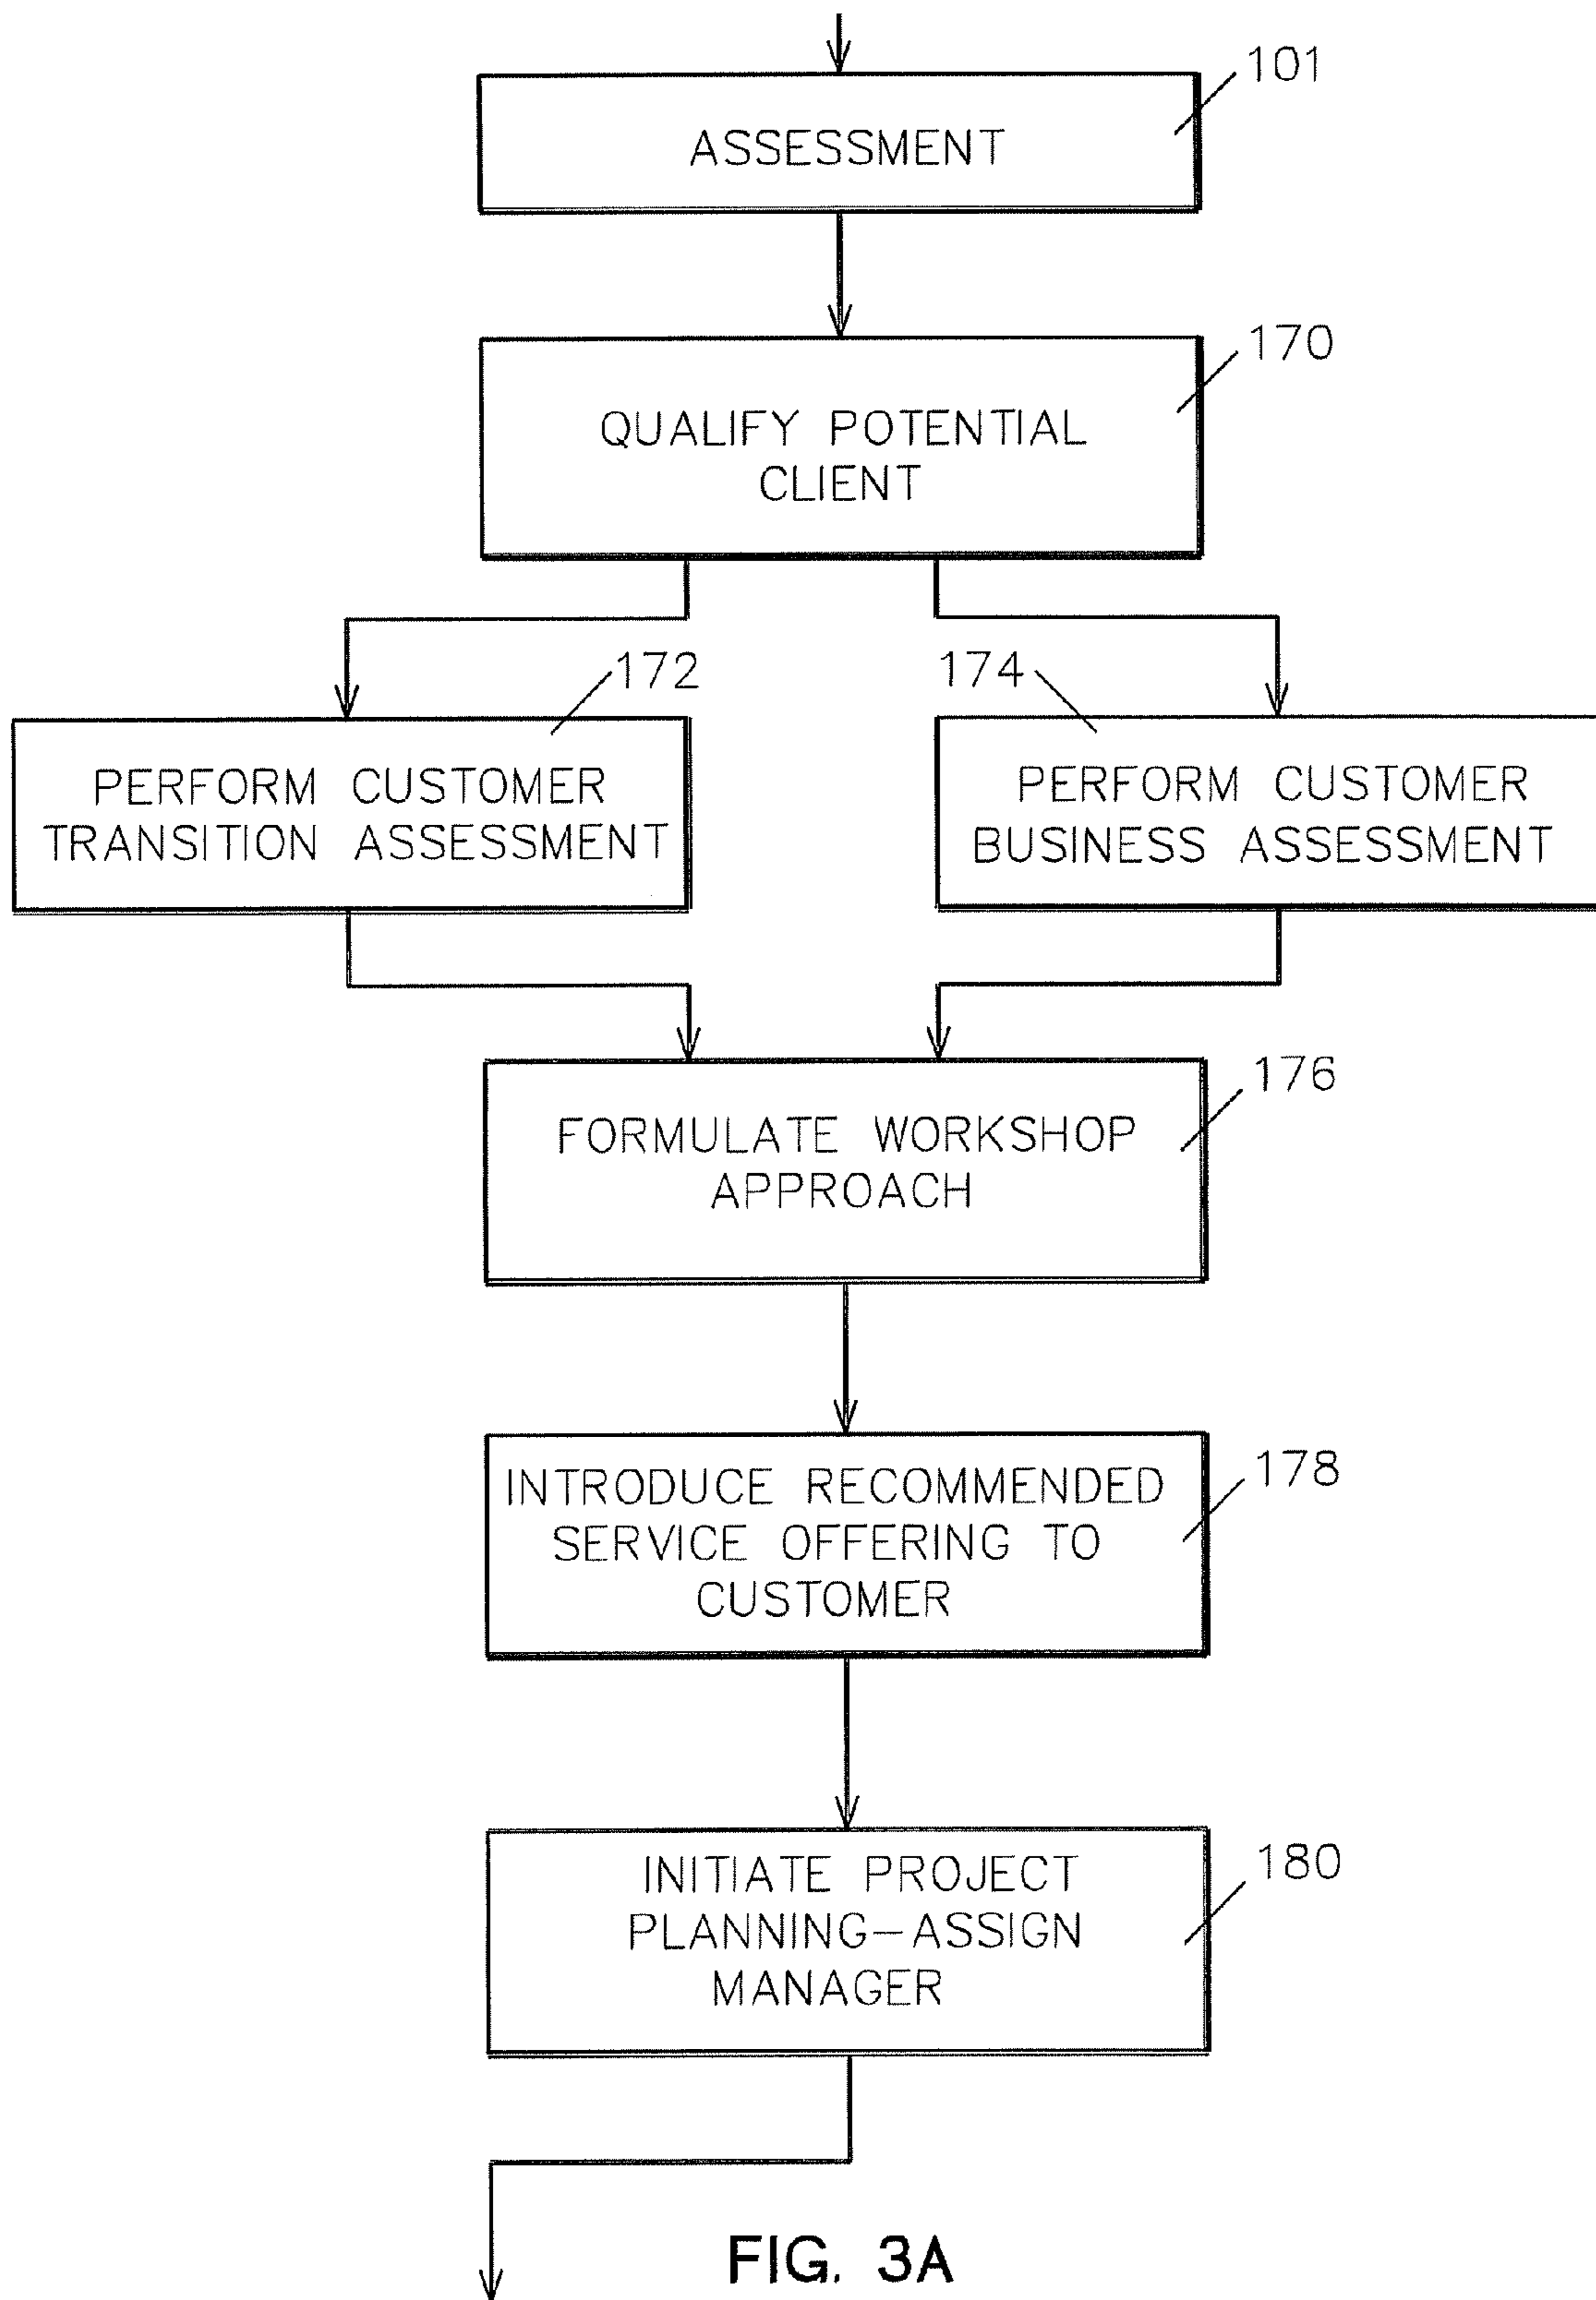 101
ASSESSMENT
170
QUALIFY POTENTIAL
CLIENT
172
174
PERFORM CUSTOMER
TRANSITION ASSESSMENT
PERFORM CUSTOMER
BUSINESS ASSESSMENT
176
FORMULATE WORKSHOP
APPROACH
178
INTRODUCE RECOMMENDED
SERVICE OFFERING TO
CUSTOMER
180
INITIATE PROJECT
PLANNING–ASSIGN
MANAGER
FIG. 3A